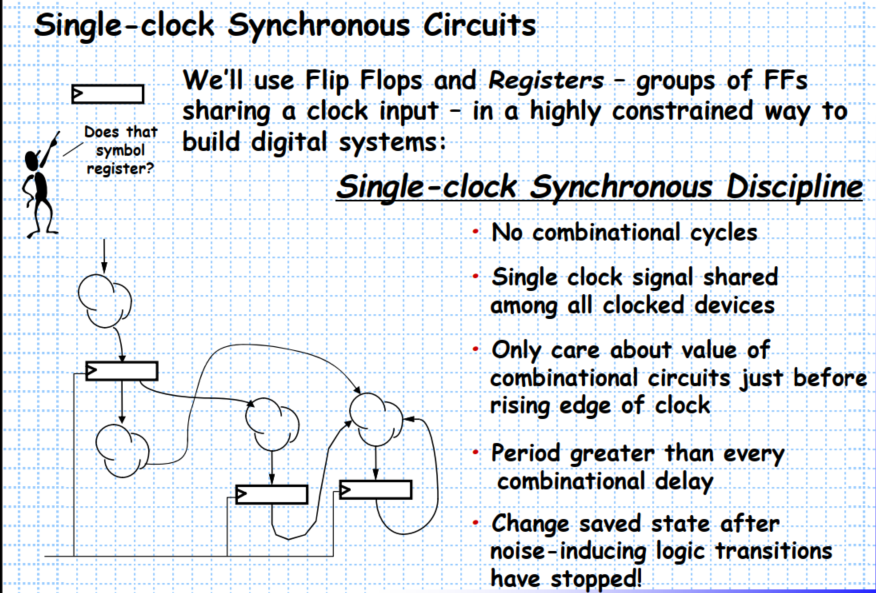 Single-clock Synchronous Circuits
We'll use Flip Flops and Registers – groups of FFs
sharing a clock input – in a highly constrained way to
build digital systems:
Does that
symbol
register?
Single-clock Synchronous Discipline
• No combinational cycles
• Single clock signal shared
among all clocked devices
• Only care about value of
combinational circuits just before
rising edge of clock
• Period greater than every
combinational delay
• Change saved state after
noise-inducing logic transitions
have stopped!